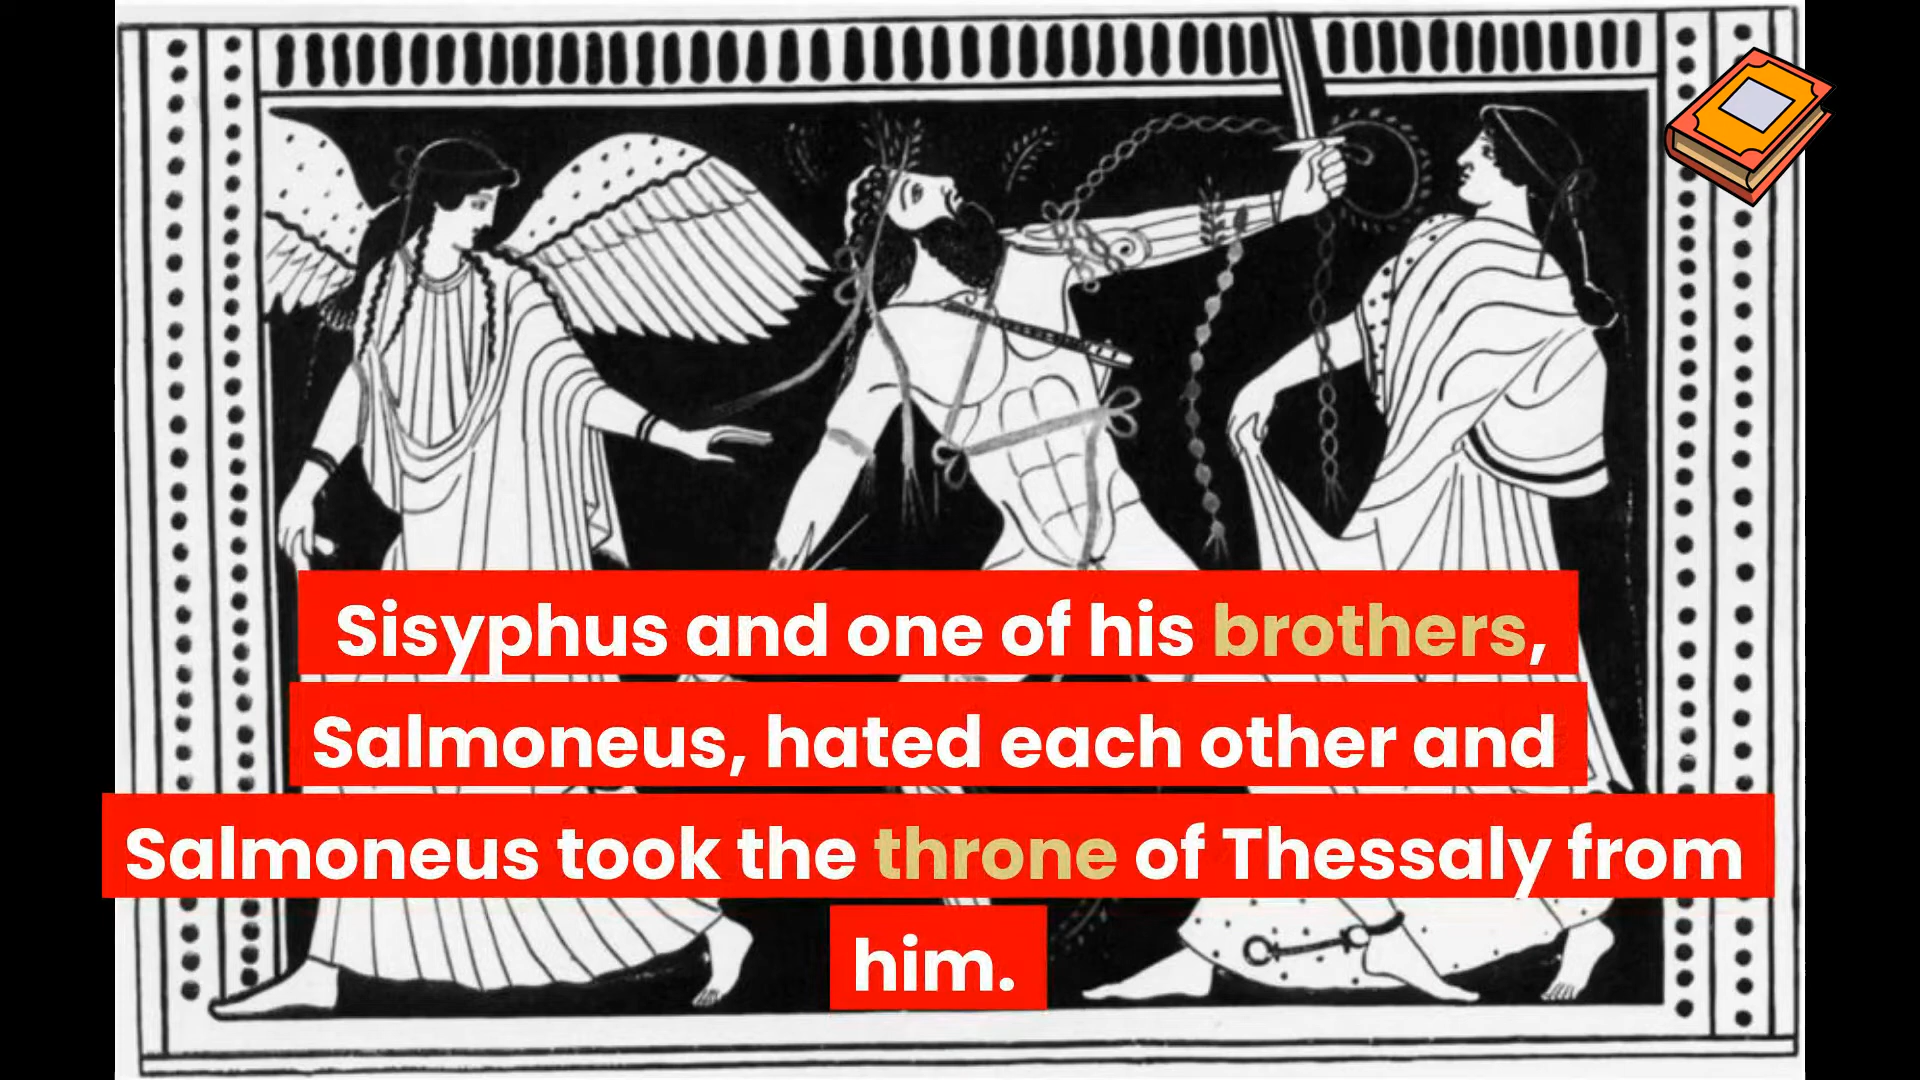 Sisyphus and one of his brothers,
Salmoneus, hated each other and
Salmoneus took the throne of Thessaly from
him.